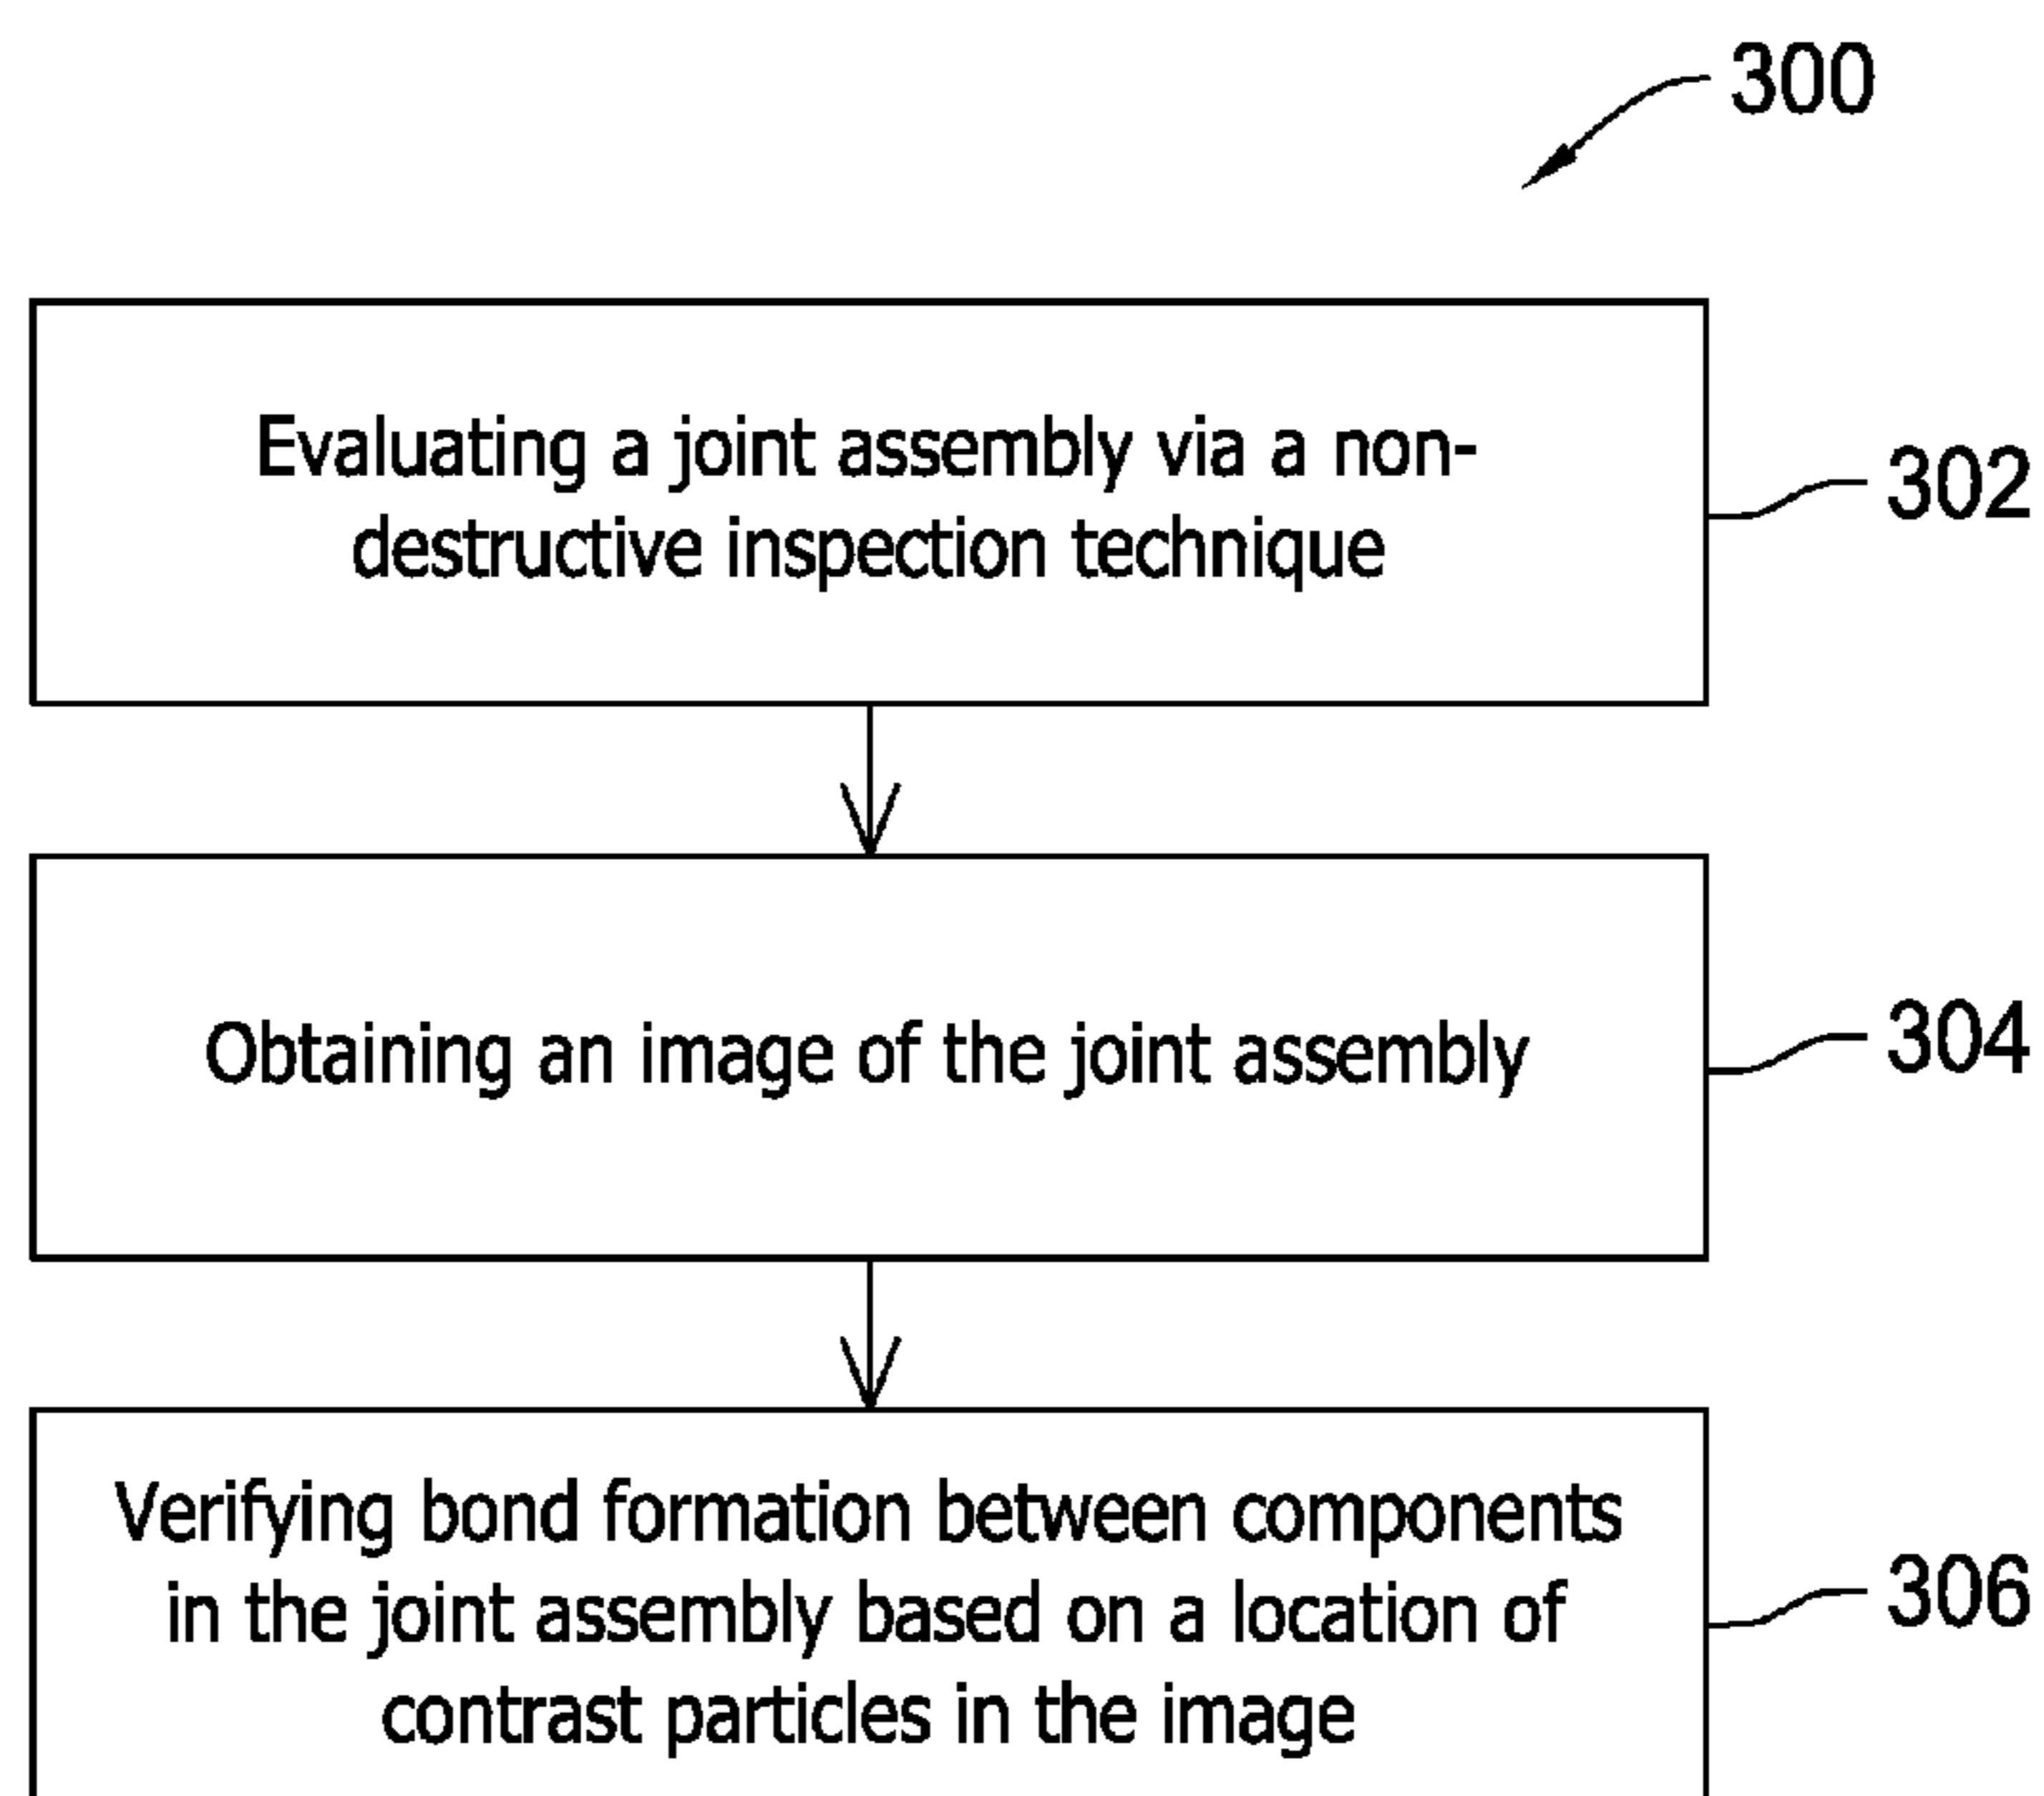 300
Evaluating a joint assembly via a non-
destructive inspection technique
302
Obtaining an image of the joint assembly
304
Verifying bond formation between components
in the joint assembly based on a location of
contrast particles in the image
306